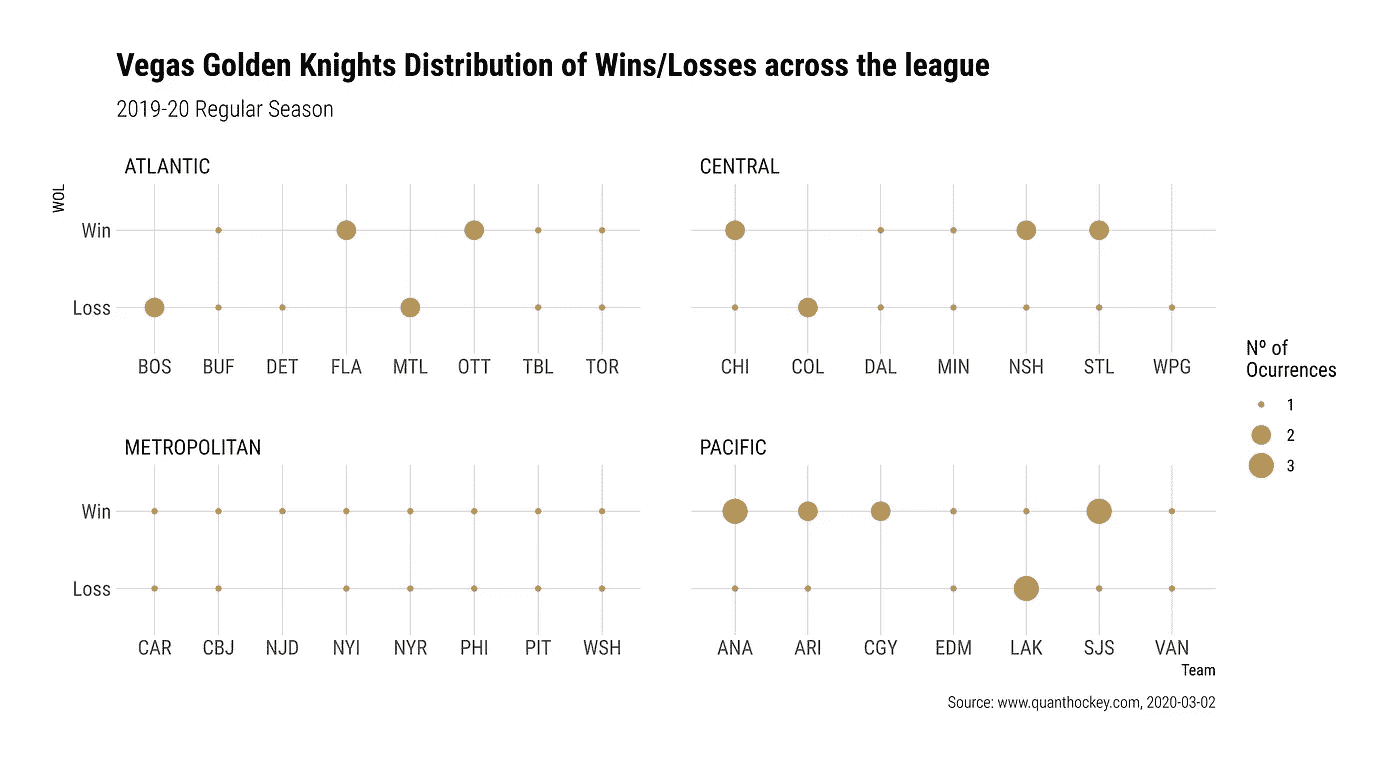 Vegas Golden Knights Distribution of Wins/Losses across the league
2019-20 Regular Season
ATLANTIC
CENTRAL
WOL
Win
Loss
BOS BUF DET FLA MTL OTT TBL TOR
CHI COL DAL MIN NSH STL WPG
Nº of
Ocurrences
1
2
3
METROPOLITAN
PACIFIC
Win
Loss
CAR CBJ NJD NYI NYR PHI PIT WSH
ANA ARI CGY EDM LAK SJS VAN
Team
Source: www.quanthockey.com, 2020-03-02